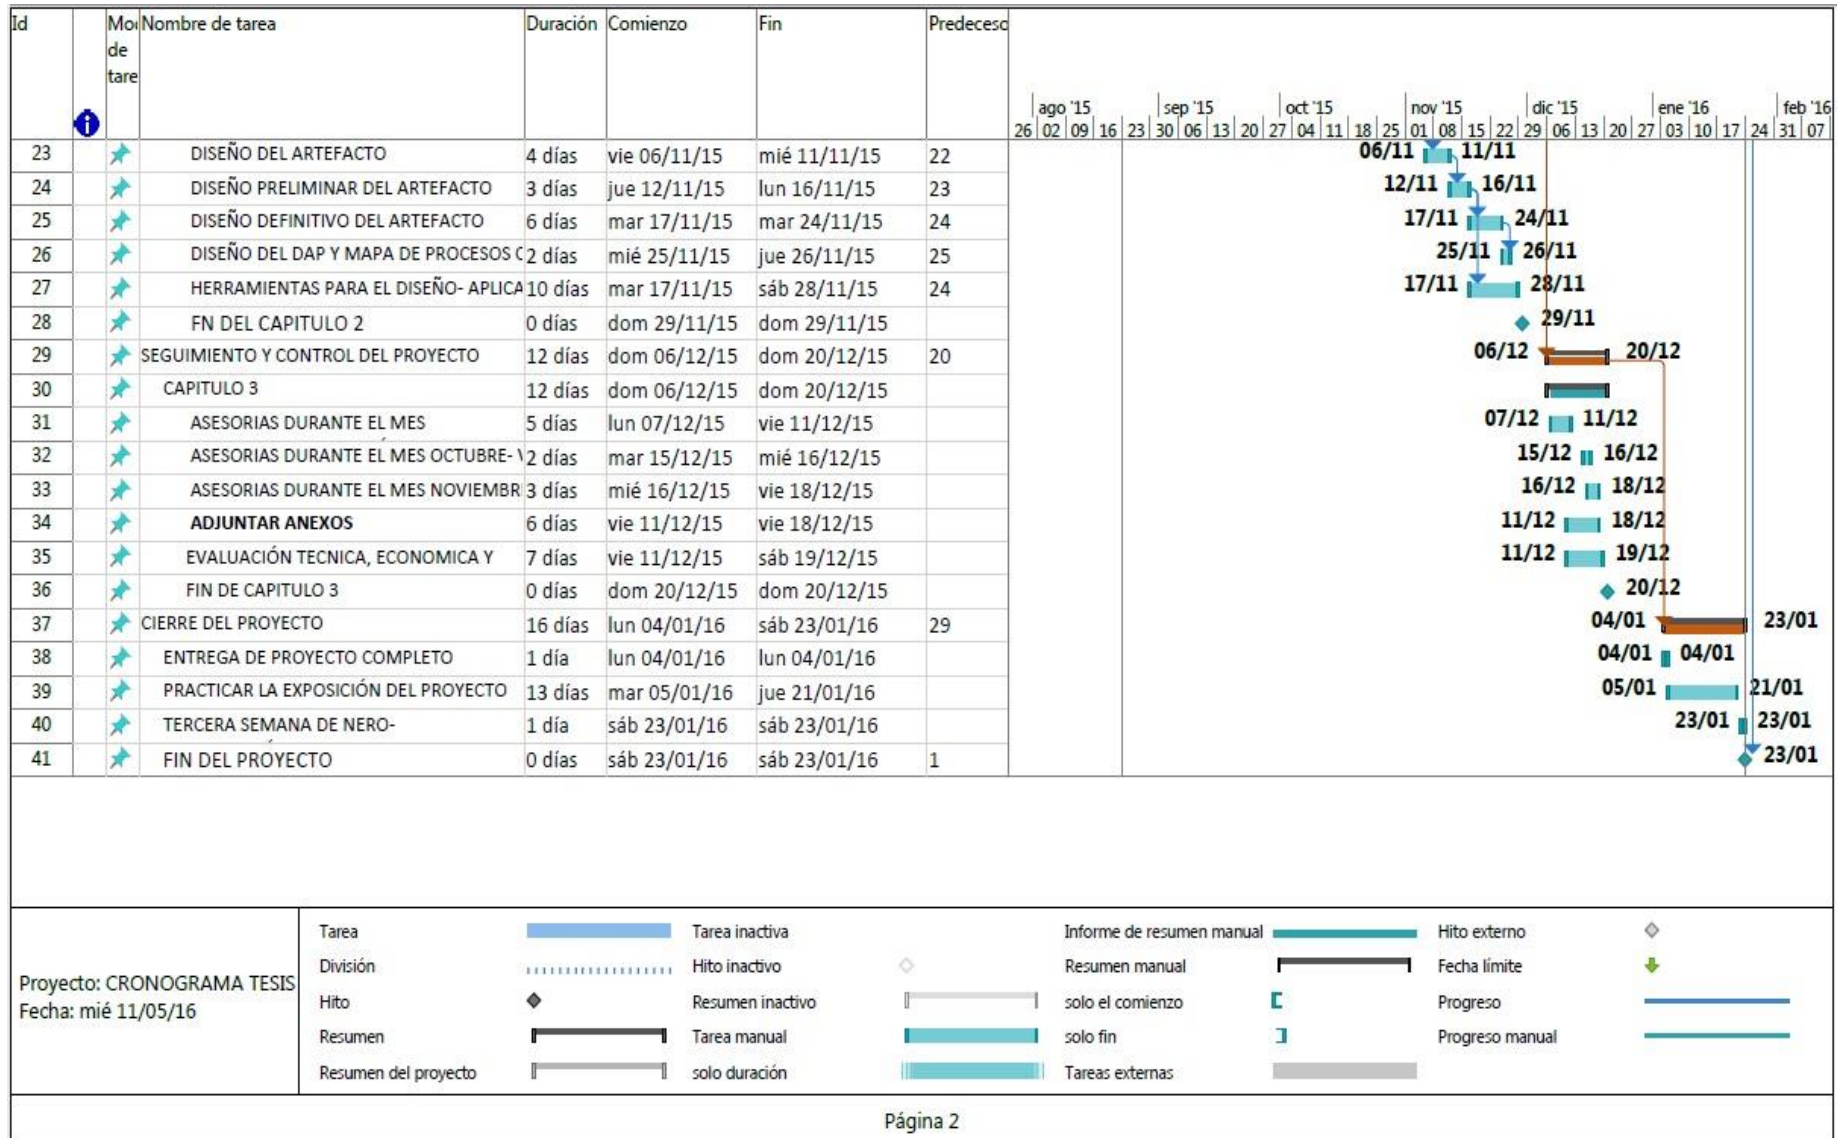 Id Nombre de tarea Duración Comienzo Fin Predeceso
de
tare
ago '15 sep '15 oct '15 nov '15 dic '15 ene '16 feb '16
26 02 09 16 23 30 06 13 20 27 04 11 18 25 01 08 15 22 29 06 13 20 27 03 10 17 24 31 07
23 DISEÑO DEL ARTEFACTO 4 días vie 06/11/15 mié 11/11/15 22 06/11 11/11
24 DISEÑO PRELIMINAR DEL ARTEFACTO 3 días jue 12/11/15 lun 16/11/15 23 12/11 16/11
25 DISEÑO DEFINITIVO DEL ARTEFACTO 6 días mar 17/11/15 mar 24/11/15 24 17/11 24/11
26 DISEÑO DEL DAP Y MAPA DE PROCESOS 2 días mié 25/11/15 jue 26/11/15 25 25/11 26/11
27 HERRAMIENTAS PARA EL DISEÑO- APLICA 10 días mar 17/11/15 sáb 28/11/15 24 17/11 28/11
28 FN DEL CAPITULO 2 0 días dom 29/11/15 dom 29/11/15 29/11
29 SEGUIMIENTO Y CONTROL DEL PROYECTO 12 días dom 06/12/15 dom 20/12/15 20 06/12 20/12
30 CAPITULO 3 12 días dom 06/12/15 dom 20/12/15
31 ASESORIAS DURANTE EL MES 5 días lun 07/12/15 vie 11/12/15 07/12 11/12
32 ASESORIAS DURANTE EL MES OCTUBRE- 2 días mar 15/12/15 mié 16/12/15 15/12 16/12
33 ASESORIAS DURANTE EL MES NOVIEMBR 3 días mié 16/12/15 vie 18/12/15 16/12 18/12
34 ADJUNTAR ANEXOS 6 días vie 11/12/15 vie 18/12/15 11/12 18/12
35 EVALUACIÓN TECNICA, ECONOMICA Y 7 días vie 11/12/15 sáb 19/12/15 11/12 19/12
36 FIN DE CAPITULO 3 0 días dom 20/12/15 dom 20/12/15 20/12
37 CIERRE DEL PROYECTO 16 días lun 04/01/16 sáb 23/01/16 29 04/01 23/01
38 ENTREGA DE PROYECTO COMPLETO 1 día lun 04/01/16 lun 04/01/16 04/01 04/01
39 PRACTICAR LA EXPOSICIÓN DEL PROYECTO 13 días mar 05/01/16 jue 21/01/16 05/01 21/01
40 TERCERA SEMANA DE NERO- 1 día sáb 23/01/16 sáb 23/01/16 23/01 23/01
41 FIN DEL PROYECTO 0 días sáb 23/01/16 sáb 23/01/16 1 23/01
Proyecto: CRONOGRAMA TESIS
Fecha: mié 11/05/16
Tarea Tarea inactiva Informe de resumen manual Hito externo
División Hito inactivo Resumen manual Fecha límite
Hito Resumen inactivo solo el comienzo Progreso
Resumen Tarea manual solo fin Progreso manual
Resumen del proyecto solo duración Tareas externas
Página 2